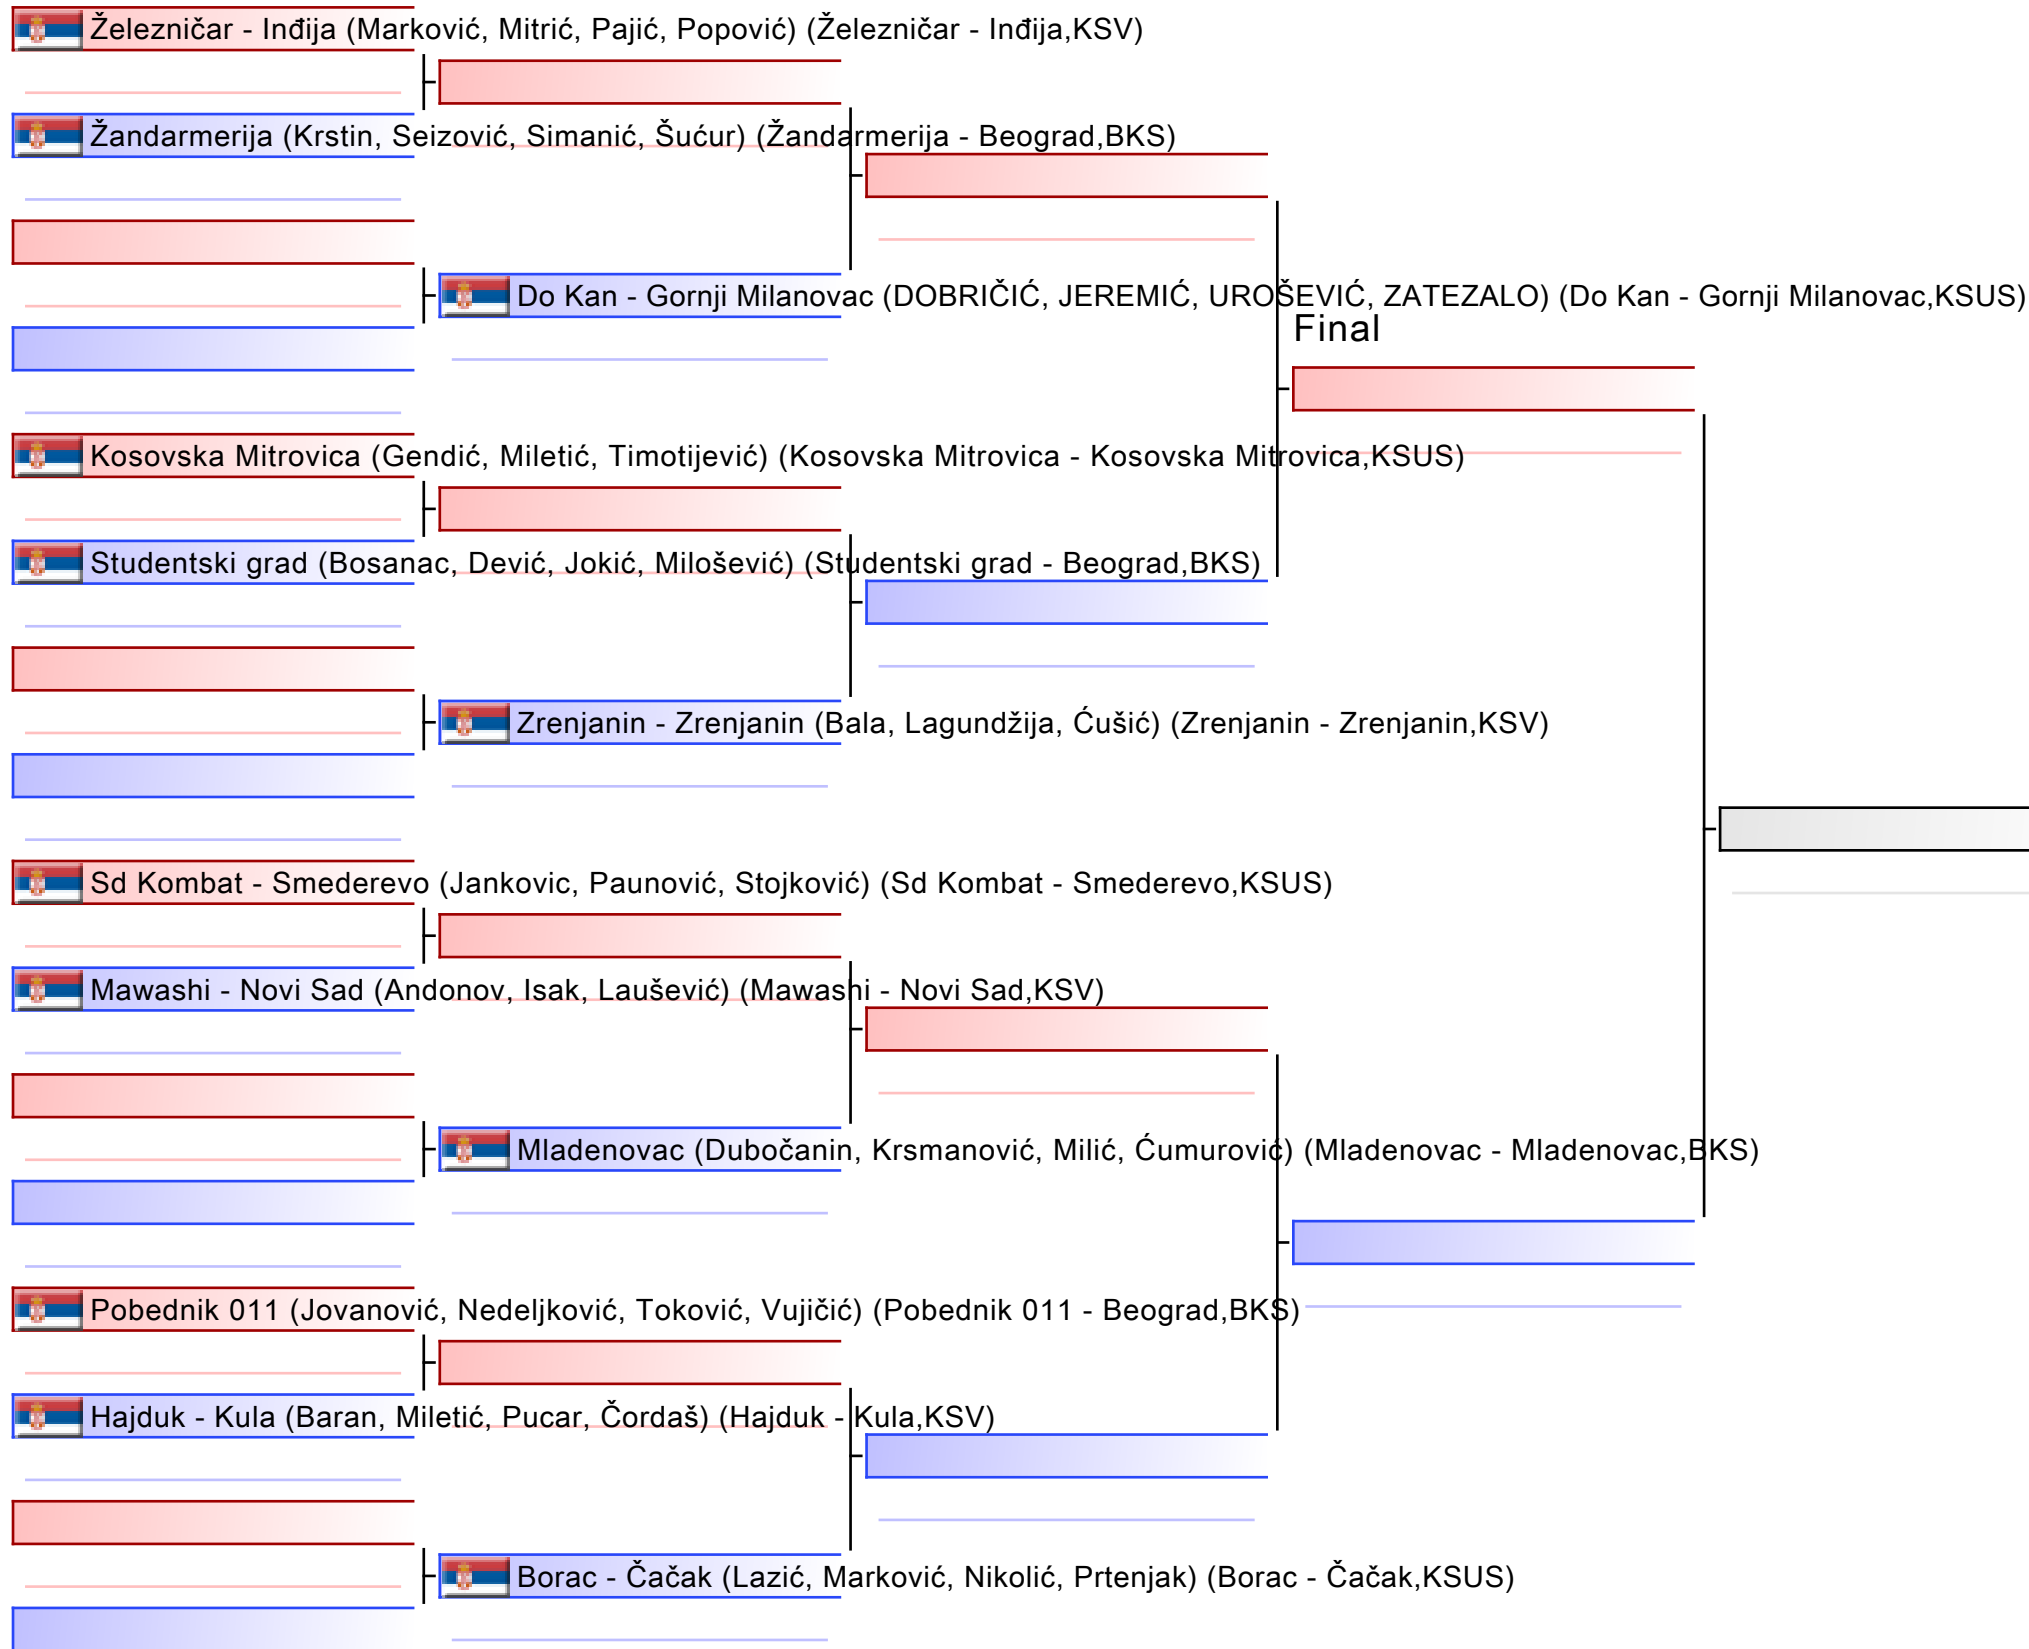 Železničar - Inđija (Marković, Mitrić, Pajić, Popović) (Železničar - Inđija,KSV)
Žandarmerija (Krstin, Seizović, Simanić, Šućur) (Žandarmerija - Beograd,BKS)
Do Kan - Gornji Milanovac (DOBRIČIĆ, JEREMIĆ, UROŠEVIĆ, ZATEZALO) (Do Kan - Gornji Milanovac,KSUS)
Final
Kosovska Mitrovica (Gendić, Miletić, Timotijević) (Kosovska Mitrovica - Kosovska Mitrovica,KSUS)
Studentski grad (Bosanac, Dević, Jokić, Milošević) (Studentski grad - Beograd,BKS)
Zrenjanin - Zrenjanin (Bala, Lagundžija, Ćušić) (Zrenjanin - Zrenjanin,KSV)
Sd Kombat - Smederevo (Jankovic, Paunović, Stojković) (Sd Kombat - Smederevo,KSUS)
Mawashi - Novi Sad (Andonov, Isak, Laušević) (Mawashi - Novi Sad,KSV)
Mladenovac (Dubočanin, Krsmanović, Milić, Ćumurović) (Mladenovac - Mladenovac,BKS)
Pobednik 011 (Jovanović, Nedeljković, Toković, Vujičić) (Pobednik 011 - Beograd,BKS)
Hajduk - Kula (Baran, Miletić, Pucar, Čordaš) (Hajduk - Kula,KSV)
Borac - Čačak (Lazić, Marković, Nikolić, Prtenjak) (Borac - Čačak,KSUS)